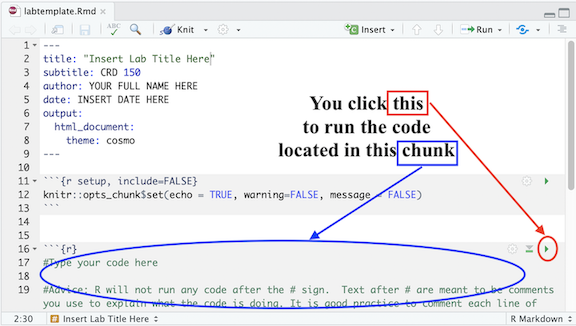 labtemplate.Rmd
ABC Knit Insert Run
1 ---
2 title: "Insert Lab Title Here"
3 subtitle: CRD 150
4 author: YOUR FULL NAME HERE
5 date: INSERT DATE HERE
6 output:
7 html_document:
8 theme: cosmo
9 ---
10
You click this
to run the code
located in this chunk
11 ```{r setup, include=FALSE}
12 knitr::opts_chunk$set(echo = TRUE, warning=FALSE, message = FALSE)
13 ```
14
15
16 ```{r}
17 #Type your code here
18
19 #Advice: R will not run any code after the # sign. Text after # are meant to be comments
you use to explain what the code is doing. It is good practice to comment each line of
2:30 Insert Lab Title Here R Markdown